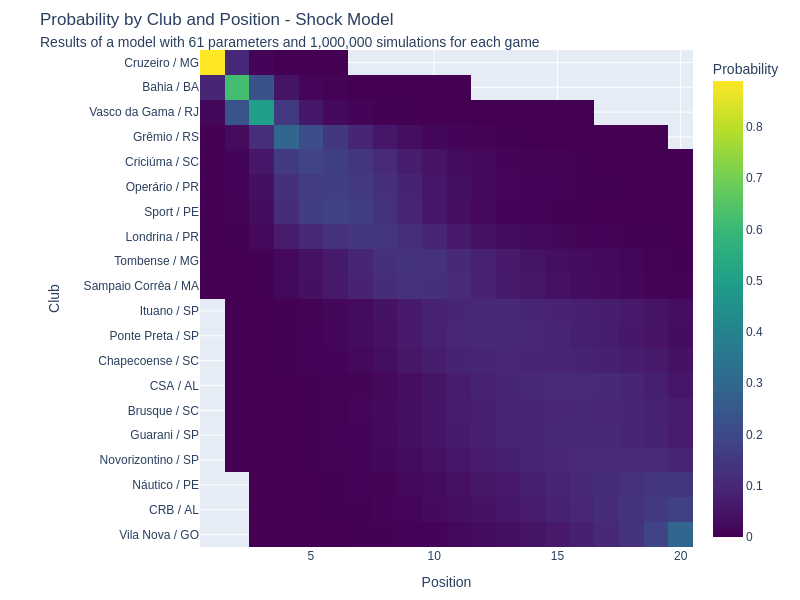 Probability by Club and Position - Shock Model
Results of a model with 61 parameters and 1,000,000 simulations for each game
Probability
Cruzeiro / MG
Bahia / BA
Vasco da Gama / RJ
Grêmio / RS
Criciúma / SC
Operário / PR
Sport / PE
Londrina / PR
Tombense / MG
Sampaio Corrêa / MA
Ituano / SP
Ponte Preta / SP
Chapecoense / SC
CSA / AL
Brusque / SC
Guarani / SP
Novorizontino / SP
Náutico / PE
CRB / AL
Vila Nova / GO
Club
5
10
15
20
Position
0.8
0.7
0.6
0.5
0.4
0.3
0.2
0.1
0